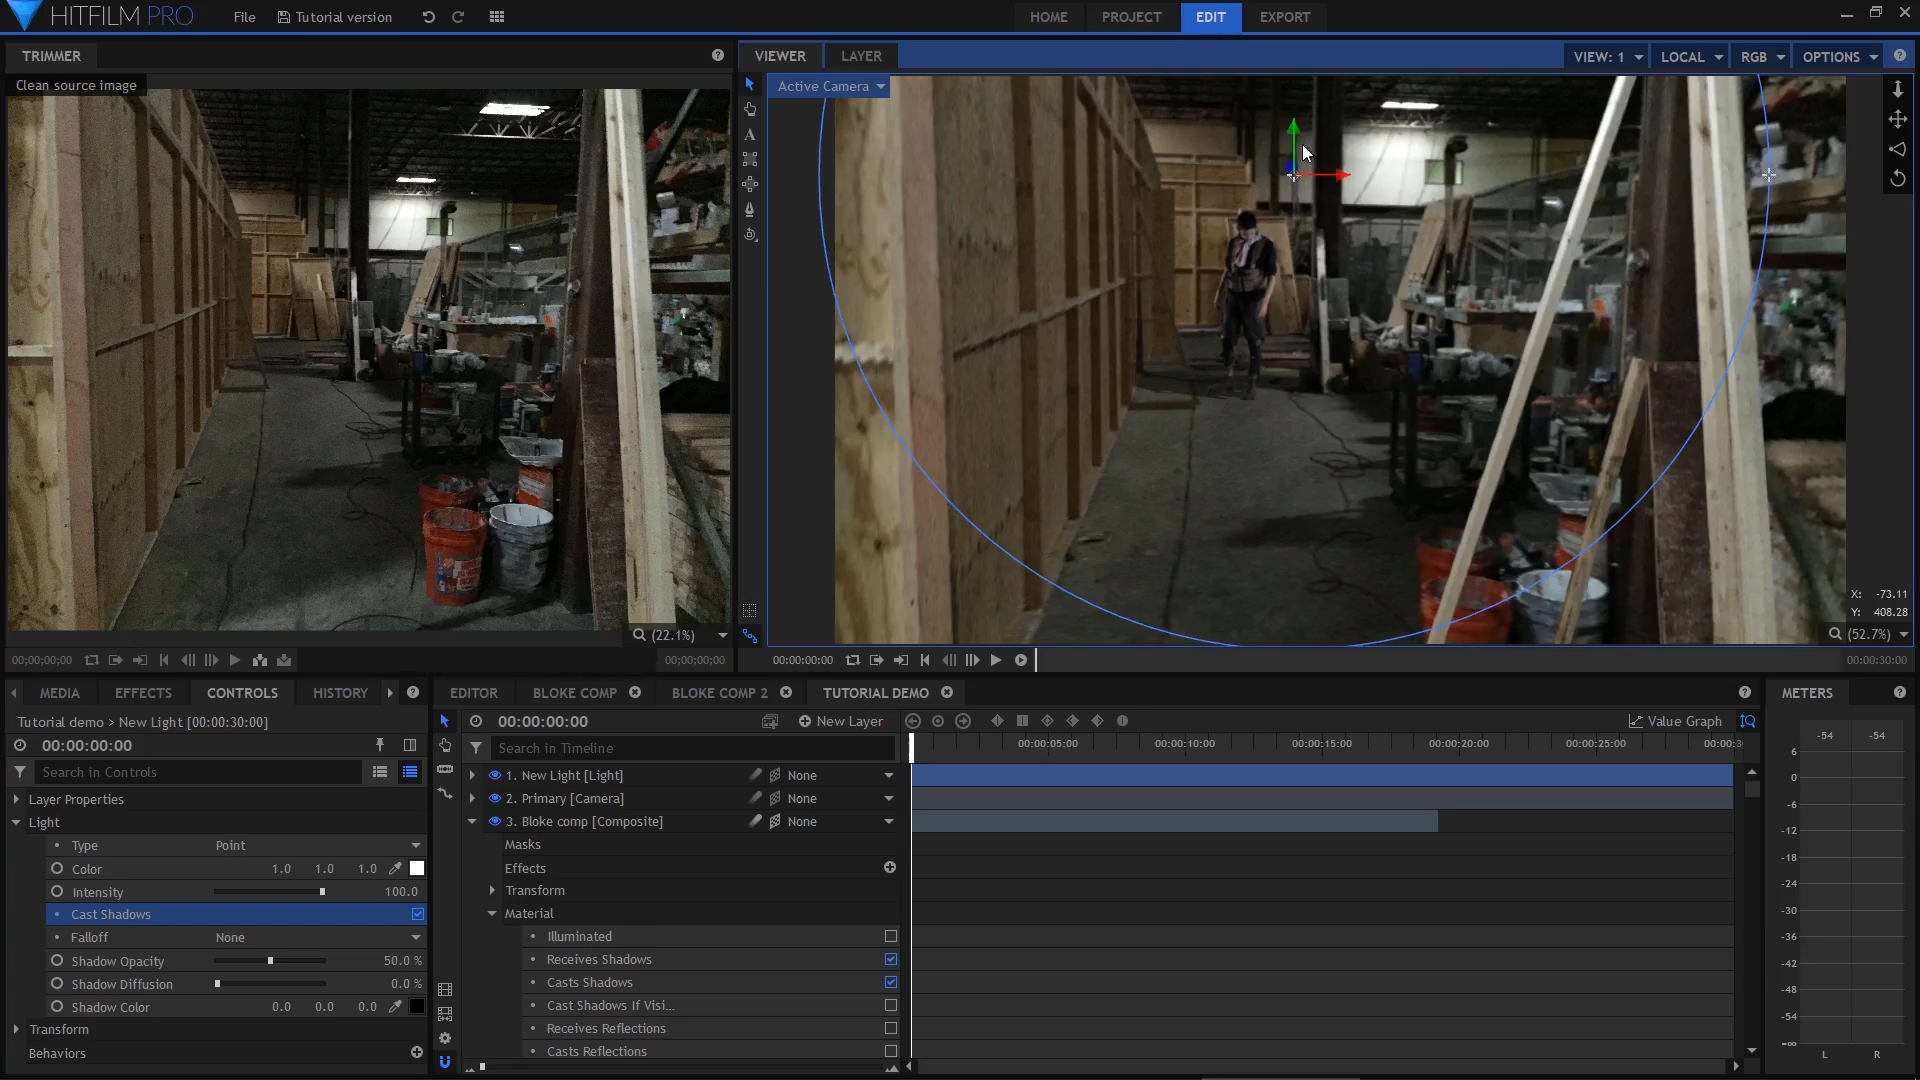 HITFILM PRO
File
Tutorial version
HOME
PROJECT
EDIT
EXPORT
TRIMMER
Clean source image
VIEWER
LAYER
VIEW: 1
LOCAL
RGB
OPTIONS
Active Camera
X: -73.11
Y: 408.28
(22.1%)
(52.7%)
00;00;00;00
00;00;00;00
00:00:00:00
00:00:30:00
MEDIA
EFFECTS
CONTROLS
HISTORY
Tutorial demo > New Light [00:00:30:00]
00:00:00:00
Search in Controls
Layer Properties
Light
Type Point
Color 1.0 1.0 1.0
Intensity 100.0
Cast Shadows
Falloff None
Shadow Opacity 50.0 %
Shadow Diffusion 0.0 %
Shadow Color 0.0 0.0 0.0
Transform
Behaviors
EDITOR
BLOKE COMP
BLOKE COMP 2
TUTORIAL DEMO
00:00:00:00
New Layer
Value Graph
Search in Timeline
00:00:05:00
00:00:10:00
00:00:15:00
00:00:20:00
00:00:25:00
00:00:3
1. New Light [Light] None
2. Primary [Camera] None
3. Bloke comp [Composite] None
Masks
Effects
Transform
Material
Illuminated
Receives Shadows
Casts Shadows
Cast Shadows If Visi...
Receives Reflections
Casts Reflections
METERS
-54 -54
6
0
-6
-12
-18
-24
-30
-36
-42
-48
-54
-∞
L R